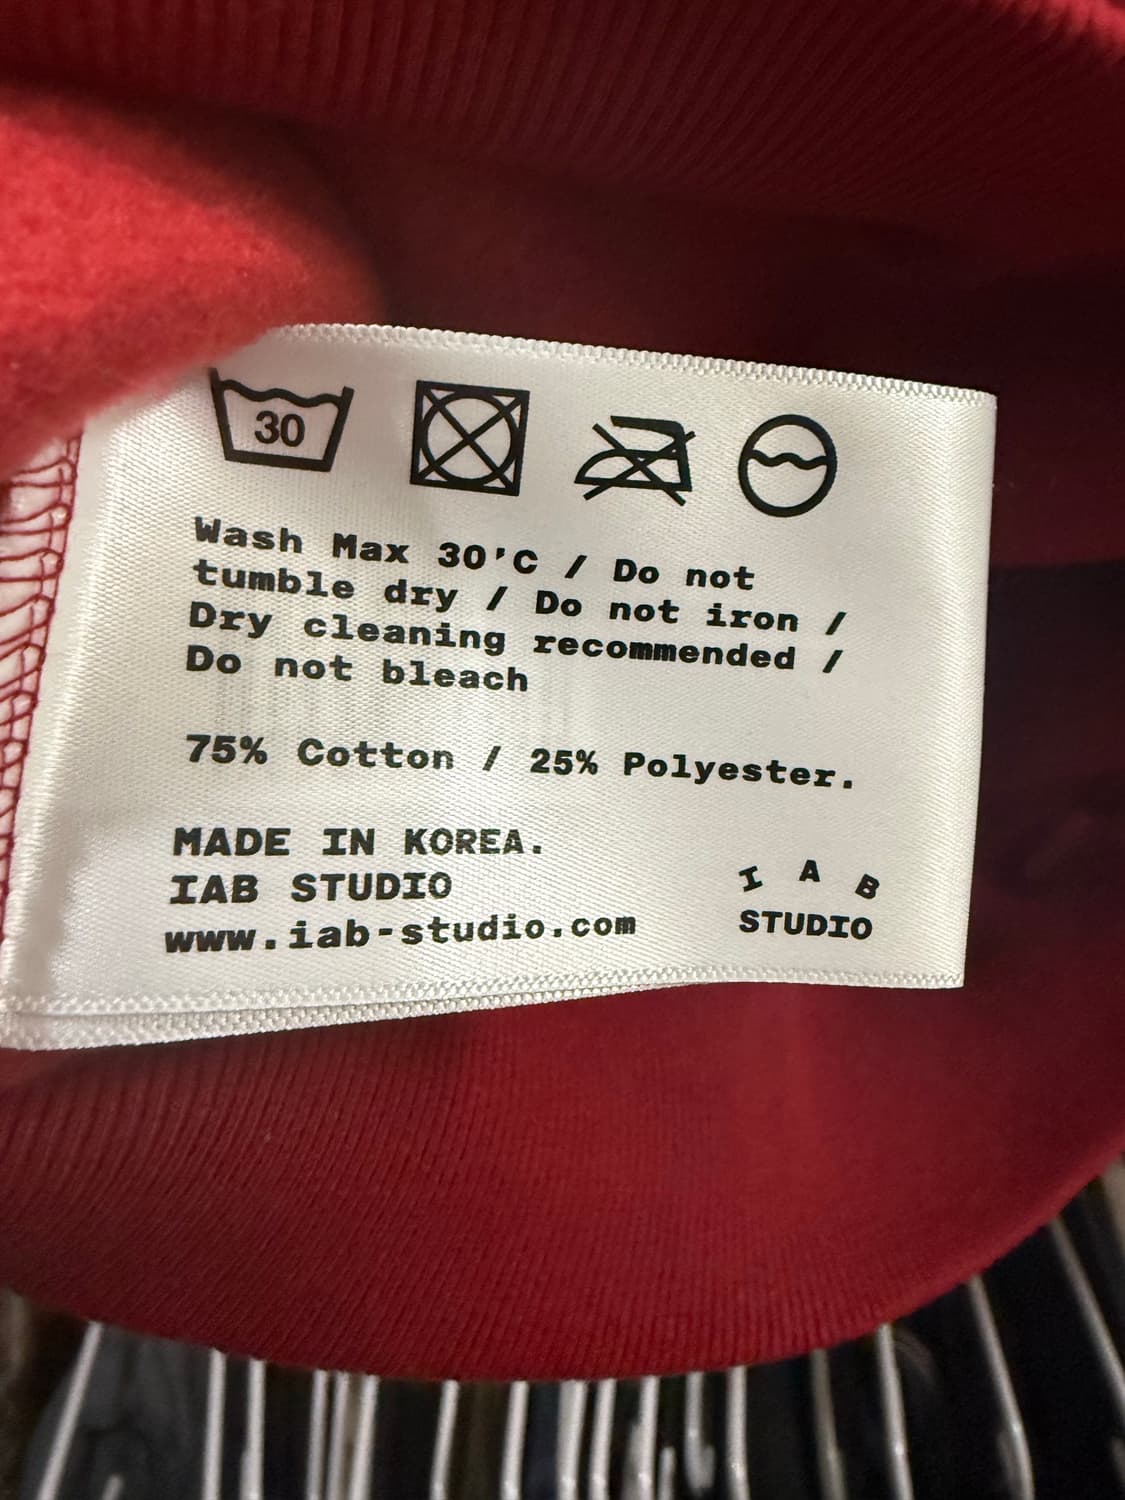 30
Wash Max 30'C / Do not
tumble dry / Do not iron /
Dry cleaning recommended /
Do not bleach
75% Cotton / 25% Polyester.
MADE IN KOREA.
IAB STUDIO
www.iab-studio.com
I A B
STUDIO